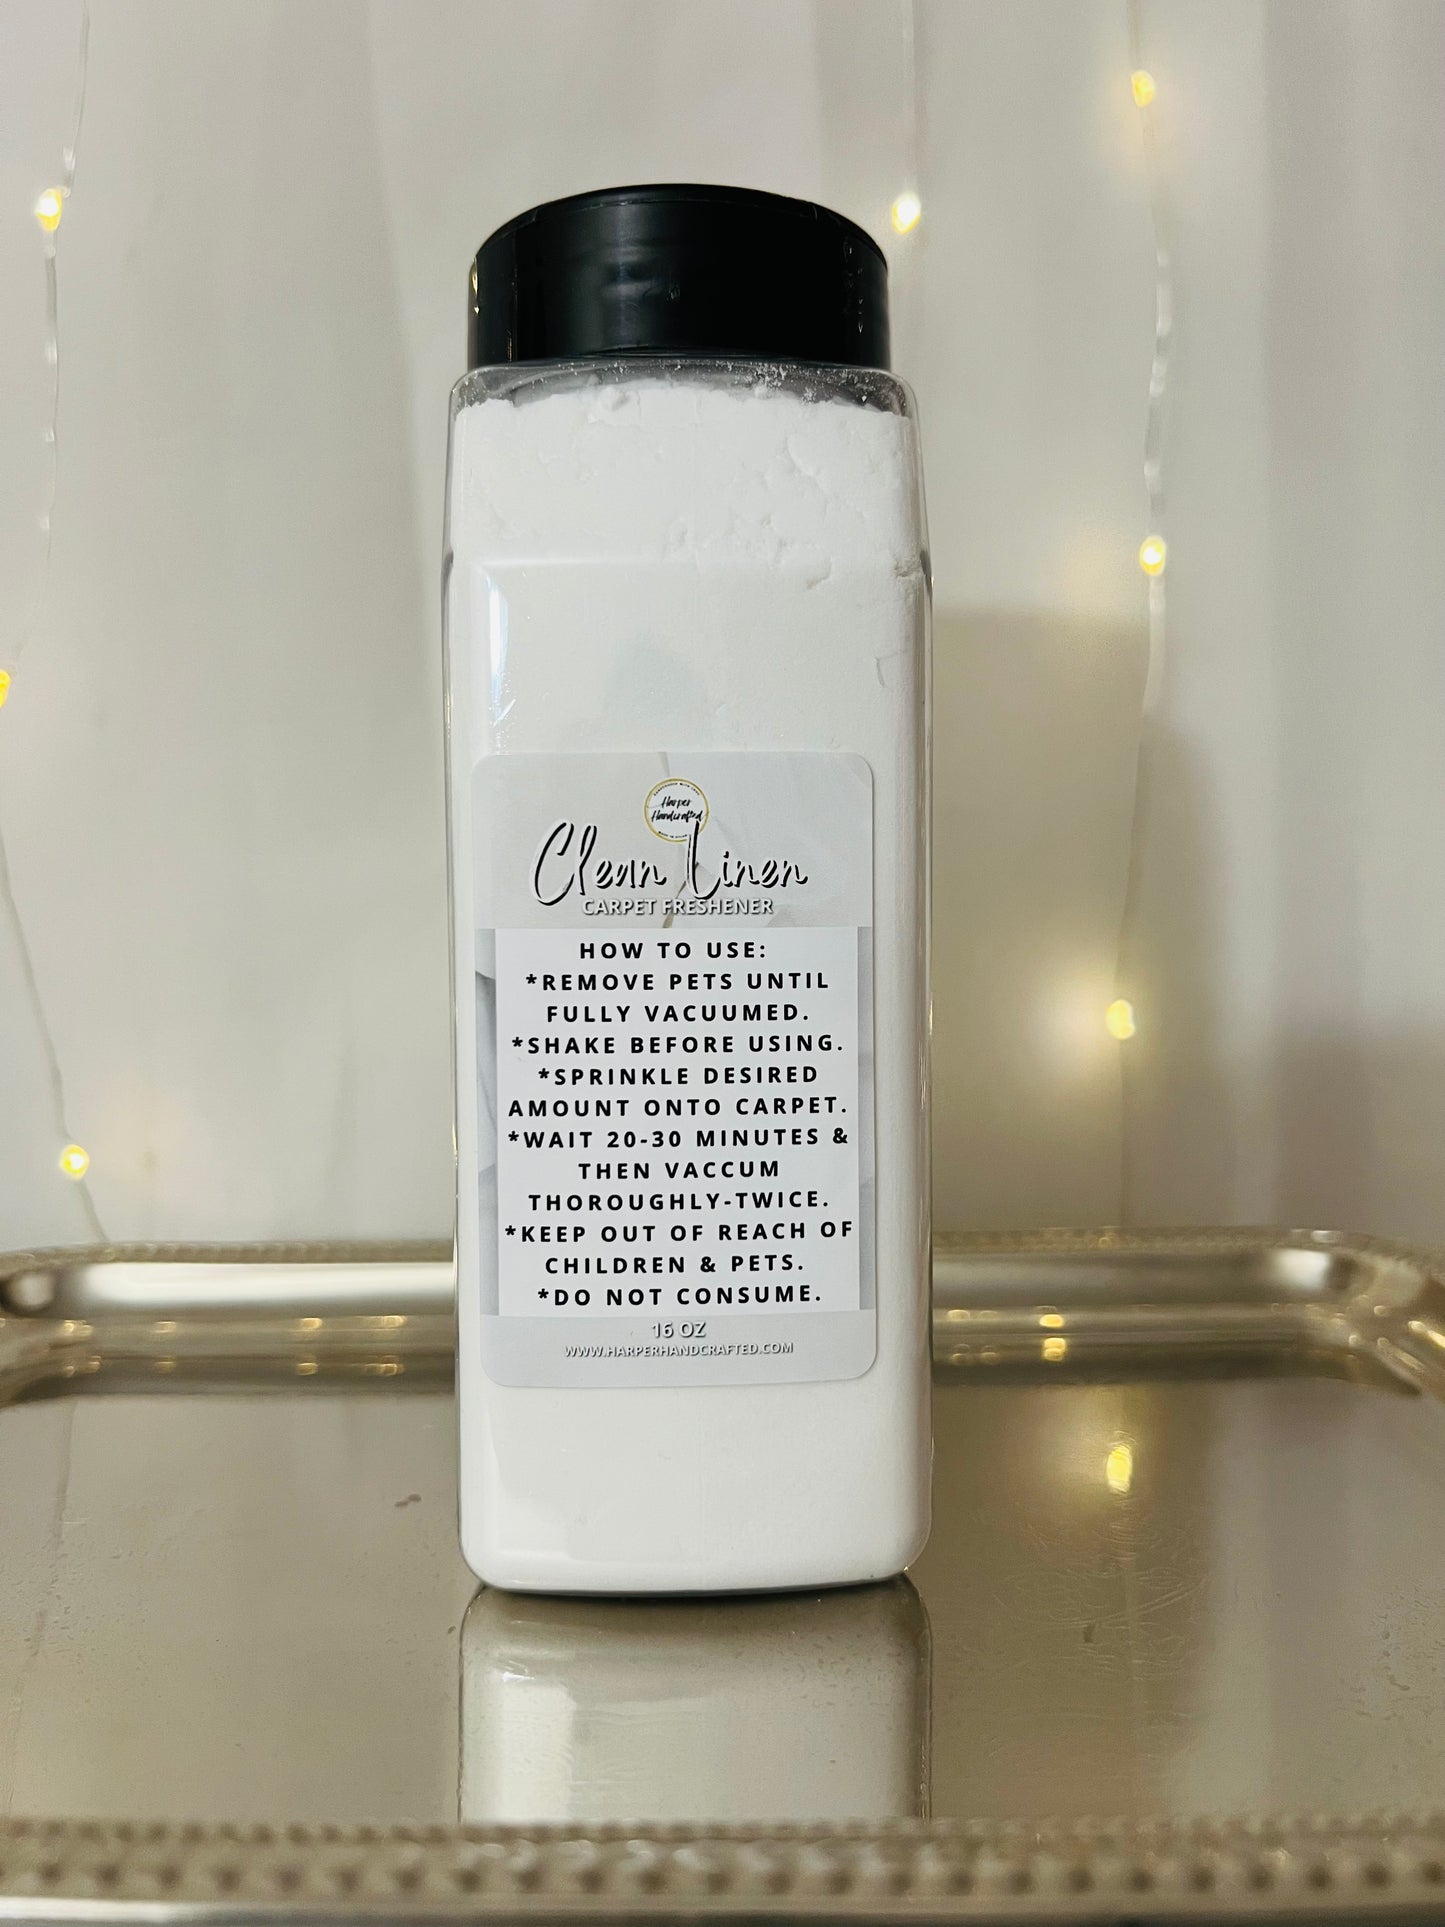 Harper
Handcrafted
Clean Linen
CARPET FRESHENER
HOW TO USE:
*REMOVE PETS UNTIL
FULLY VACUUMED.
*SHAKE BEFORE USING.
*SPRINKLE DESIRED
AMOUNT ONTO CARPET.
*WAIT 20-30 MINUTES &
THEN VACCUM
THOROUGHLY-TWICE.
*KEEP OUT OF REACH OF
CHILDREN & PETS.
*DO NOT CONSUME.
16 OZ
WWW.HARPERHANDCRAFTED.COM